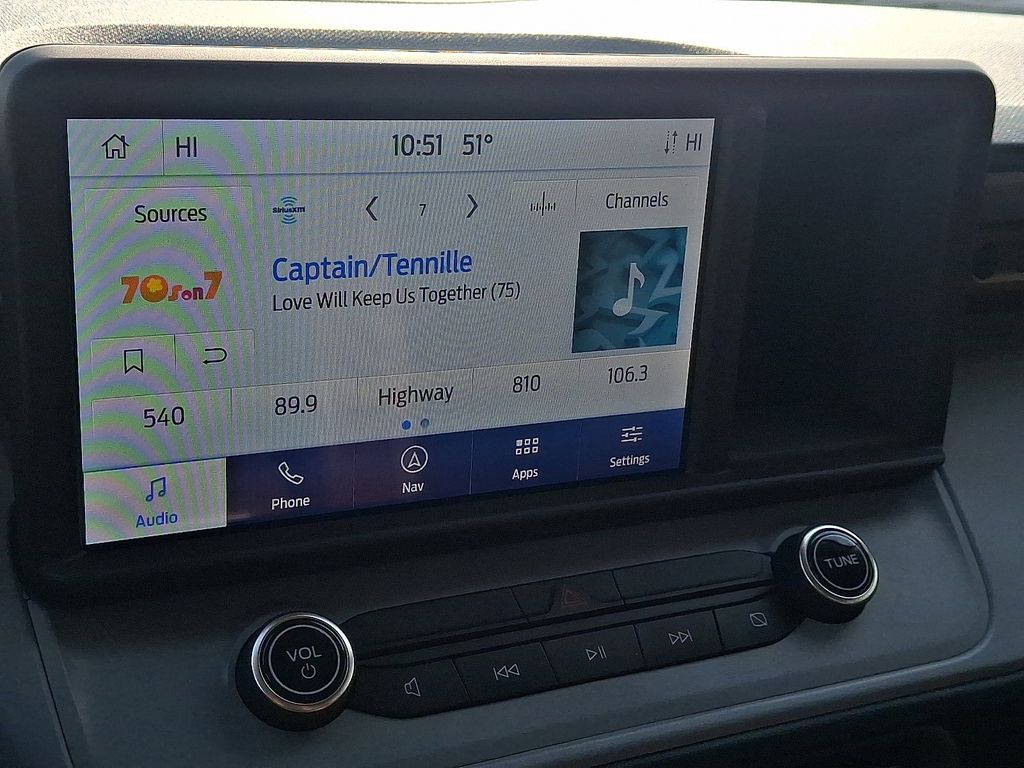 HI 10:51 51° HI
Sources SiriusXM 7 Channels
70s on 7
Captain/Tennille
Love Will Keep Us Together (75)
540 89.9 Highway 810 106.3
Audio Phone Nav Apps Settings
VOL TUNE